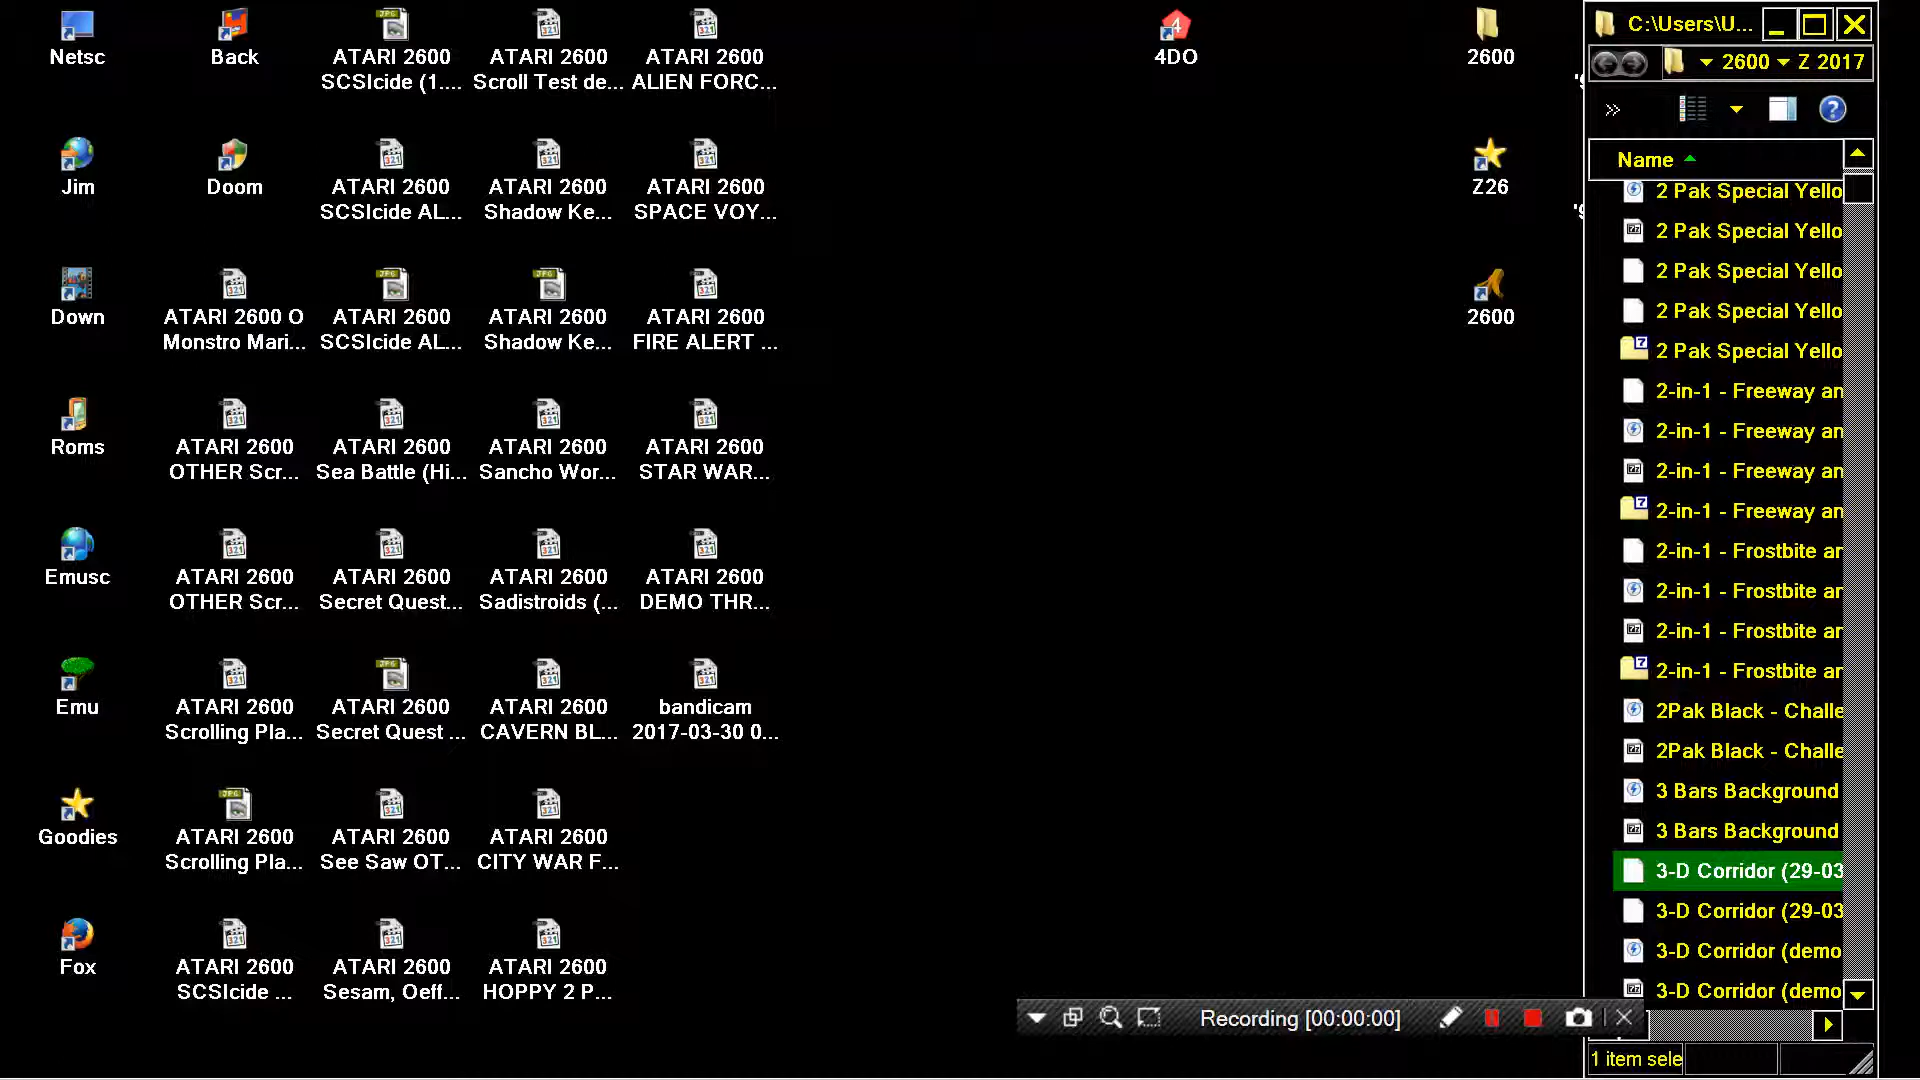 Netsc
Back
ATARI 2600
SCSIcide (1....
ATARI 2600
Scroll Test de...
ATARI 2600
ALIEN FORC...
4DO
2600
Jim
Doom
ATARI 2600
SCSIcide AL...
ATARI 2600
Shadow Ke...
ATARI 2600
SPACE VOY...
Z26
Down
ATARI 2600 O
Monstro Mari...
ATARI 2600
SCSIcide AL...
ATARI 2600
Shadow Ke...
ATARI 2600
FIRE ALERT ...
2600
Roms
ATARI 2600
OTHER Scr...
ATARI 2600
Sea Battle (Hi...
ATARI 2600
Sancho Wor...
ATARI 2600
STAR WAR...
Emusc
ATARI 2600
OTHER Scr...
ATARI 2600
Secret Quest...
ATARI 2600
Sadistroids (...
ATARI 2600
DEMO THR...
Emu
ATARI 2600
Scrolling Pla...
ATARI 2600
Secret Quest ...
ATARI 2600
CAVERN BL...
bandicam
2017-03-30 0...
Goodies
ATARI 2600
Scrolling Pla...
ATARI 2600
See Saw OT...
ATARI 2600
CITY WAR F...
Fox
ATARI 2600
SCSIcide ...
ATARI 2600
Sesam, Oeff...
ATARI 2600
HOPPY 2 P...
C:\Users\U...
2600 Z 2017
Name
2 Pak Special Yello
2 Pak Special Yello
2 Pak Special Yello
2 Pak Special Yello
2 Pak Special Yello
2-in-1 - Freeway an
2-in-1 - Freeway an
2-in-1 - Freeway an
2-in-1 - Freeway an
2-in-1 - Frostbite ar
2-in-1 - Frostbite ar
2-in-1 - Frostbite ar
2-in-1 - Frostbite ar
2Pak Black - Challe
2Pak Black - Challe
3 Bars Background
3 Bars Background
3-D Corridor (29-03
3-D Corridor (29-03
3-D Corridor (demo
3-D Corridor (demo
Recording [00:00:00]
1 item sele